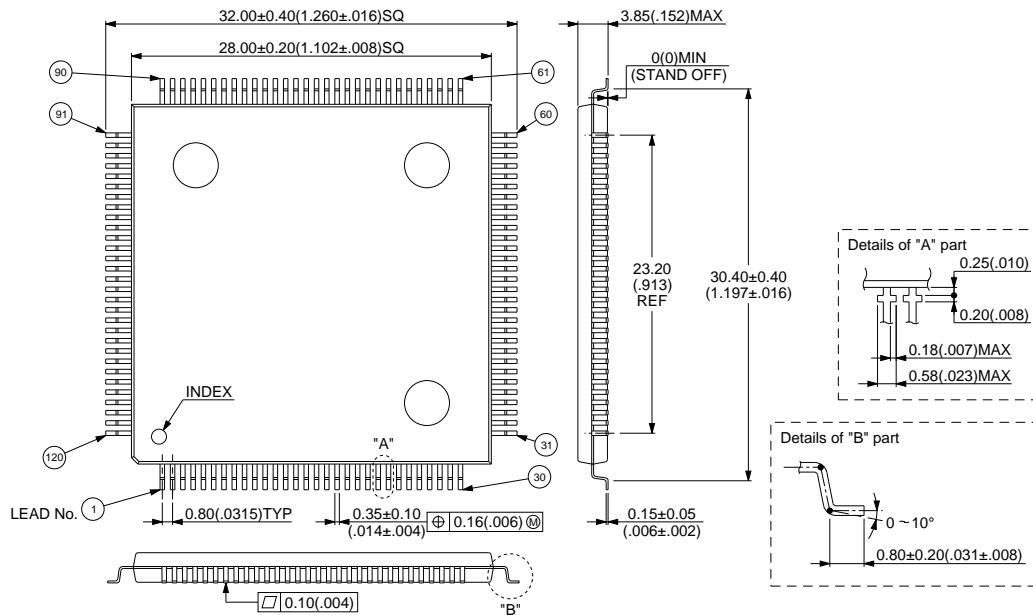 32.00±0.40(1.260±.016)SQ
28.00±0.20(1.102±.008)SQ
3.85(.152)MAX
0(0)MIN
(STAND OFF)
90
61
91
60
23.20
(.913)
REF
30.40±0.40
(1.197±.016)
Details of "A" part
0.25(.010)
0.20(.008)
0.18(.007)MAX
0.58(.023)MAX
INDEX
"A"
120
31
LEAD No.
1
30
0.80(.0315)TYP
0.35±0.10
(.014±.004)
⌖ 0.16(.006) Ⓜ
0.15±0.05
(.006±.002)
Details of "B" part
0 ~10°
0.80±0.20(.031±.008)
"B"
⏥ 0.10(.004)